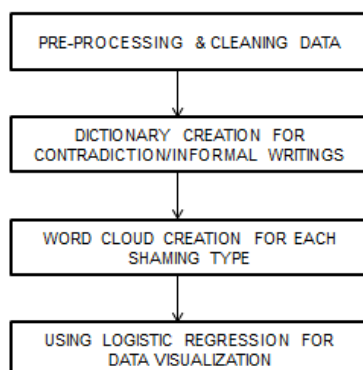 PRE-PROCESSING & CLEANING DATA
DICTIONARY CREATION FOR
CONTRADICTION/INFORMAL WRITINGS
WORD CLOUD CREATION FOR EACH
SHAMING TYPE
USING LOGISTIC REGRESSION FOR
DATA VISUALIZATION